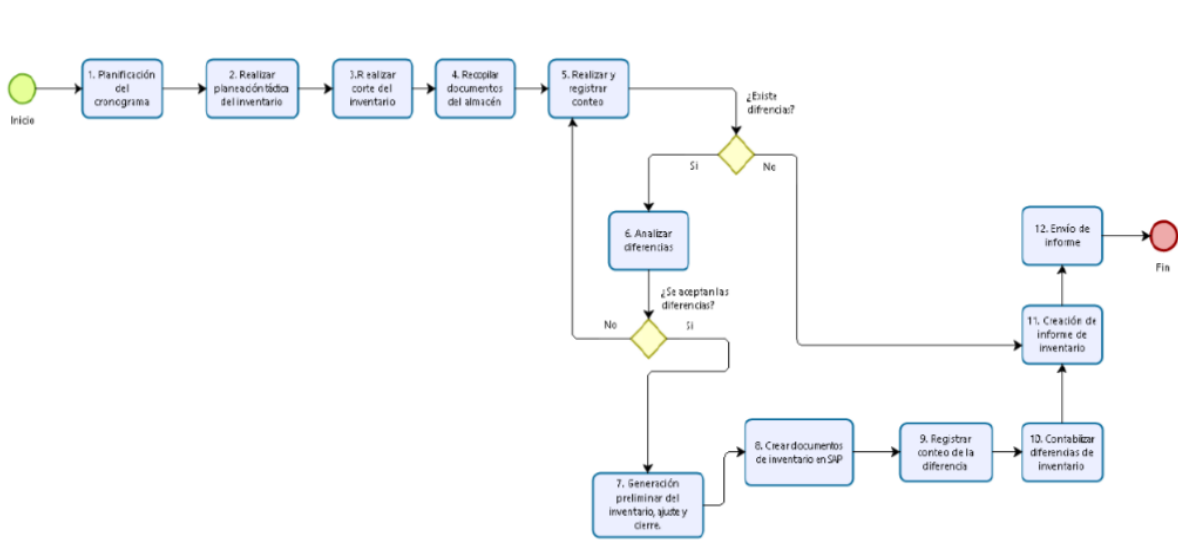 Inicie
1. Planificación
del
cronograma
2. Realizar
planeación tádica
del inventario
3.Realizar
corte del
inventario
4. Recopilar
documentos
del almacén
5. Realizar y
registrar
conteo
¿Existe
difrencias?
Si
No
6. Analizar
diferencias
¿Se aceptan las
diferencias?
No
Si
7. Generación
preliminar del
inventario, ajuste y
cierre.
8. Crear documentos
de inventario en SAP
9. Registrar
conteo de la
diferencia
10. Contabilizar
diferencias de
inventario
11. Creación de
informe de
inventario
12. Envío de
informe
Fin